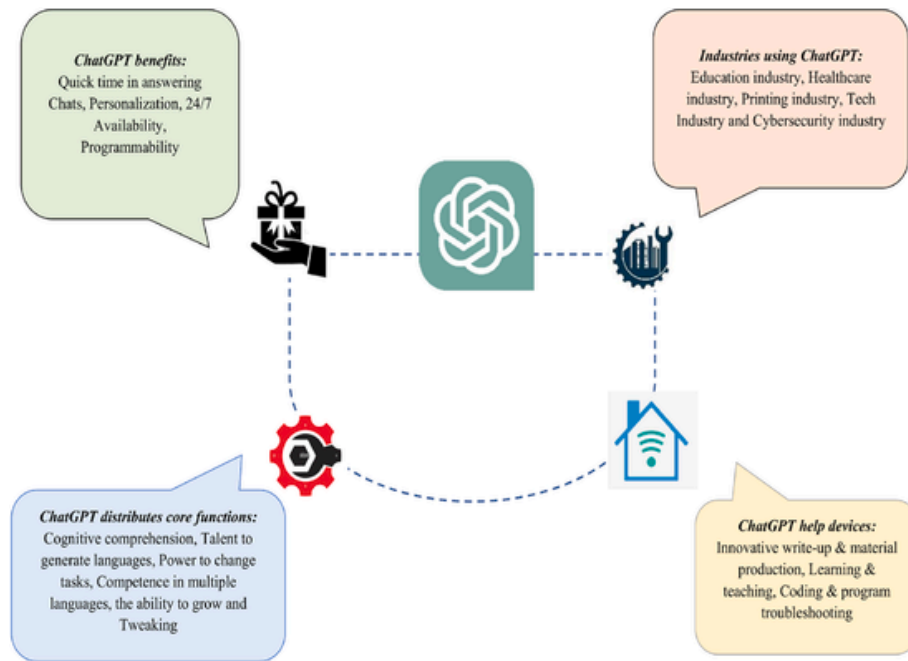 ChatGPT benefits:
Quick time in answering
Chats, Personalization, 24/7
Availability,
Programmability
Industries using ChatGPT:
Education industry, Healthcare
industry, Printing industry, Tech
Industry and Cybersecurity industry
ChatGPT distributes core functions:
Cognitive comprehension, Talent to
generate languages, Power to change
tasks, Competence in multiple
languages, the ability to grow and
Tweaking
ChatGPT help devices:
Innovative write-up & material
production, Learning &
teaching, Coding & program
troubleshooting